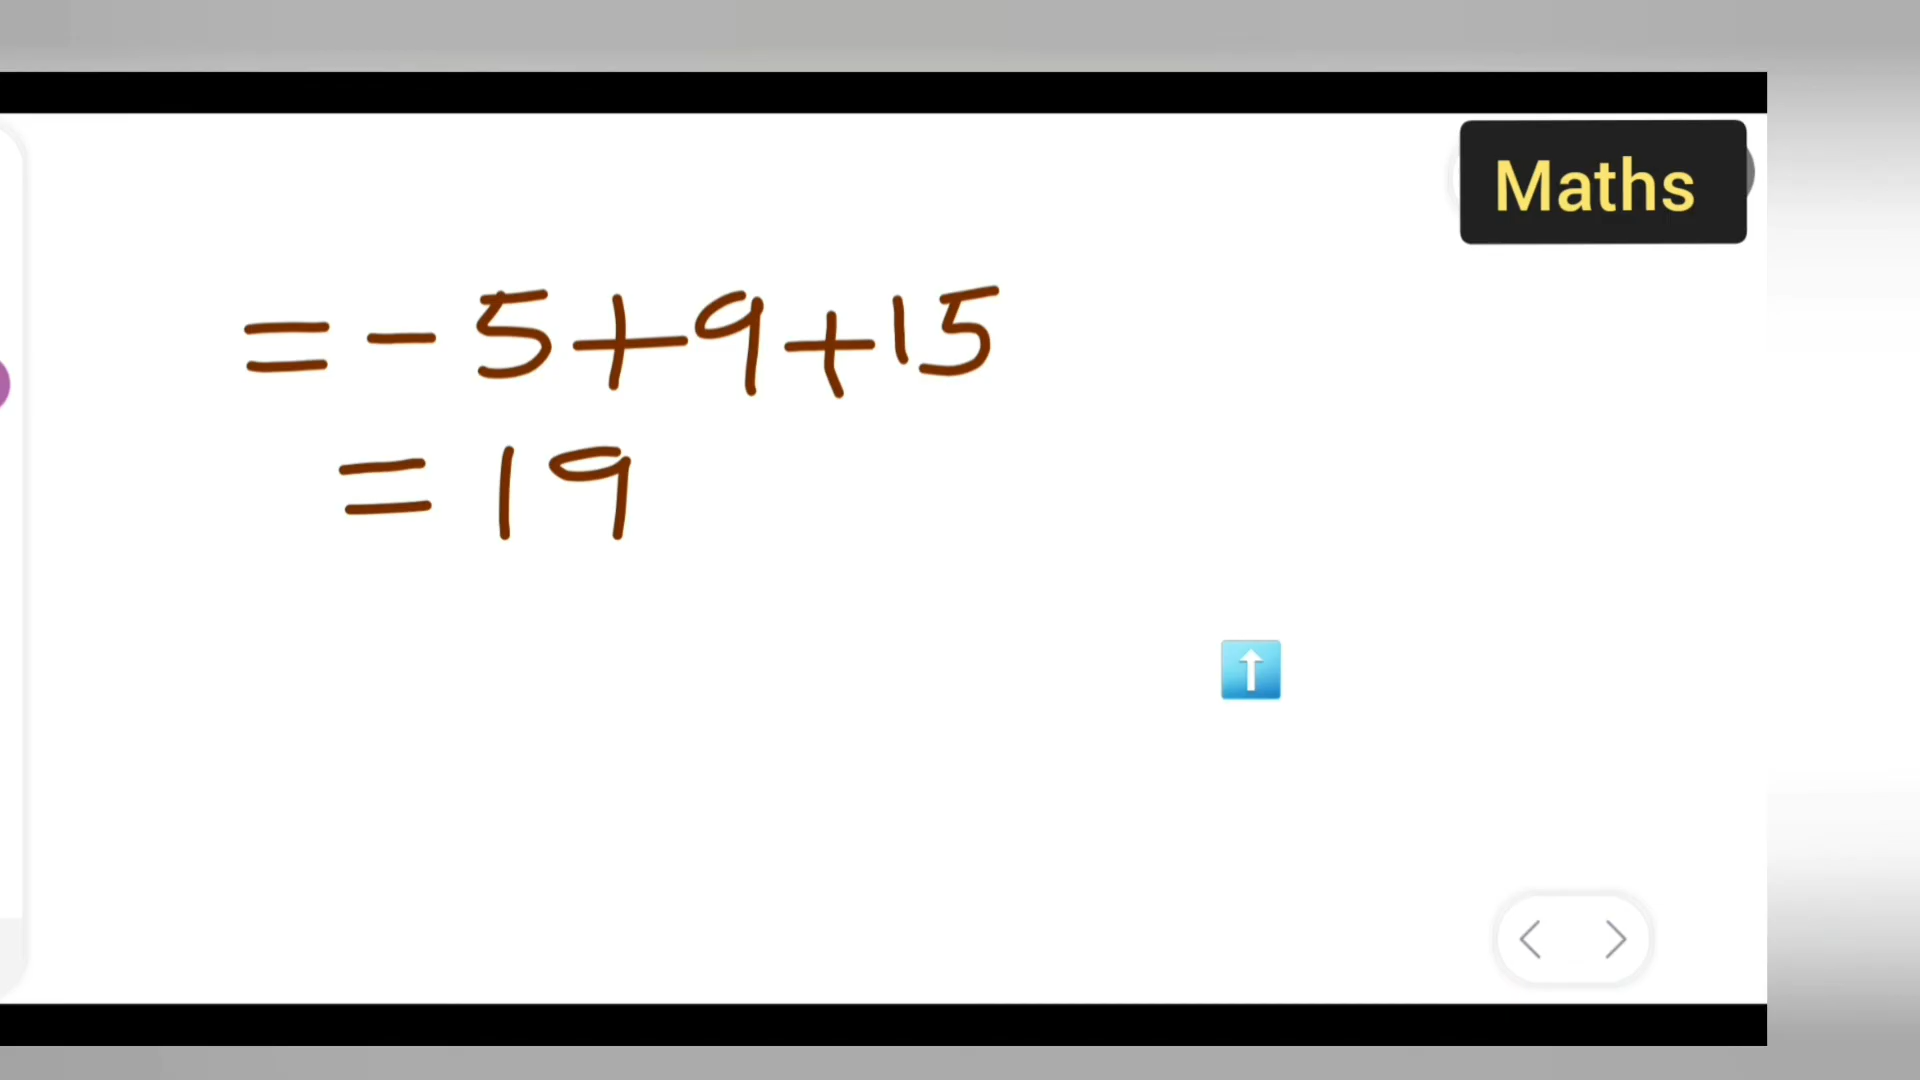 Maths
= - 5 + 9 + 15
= 19